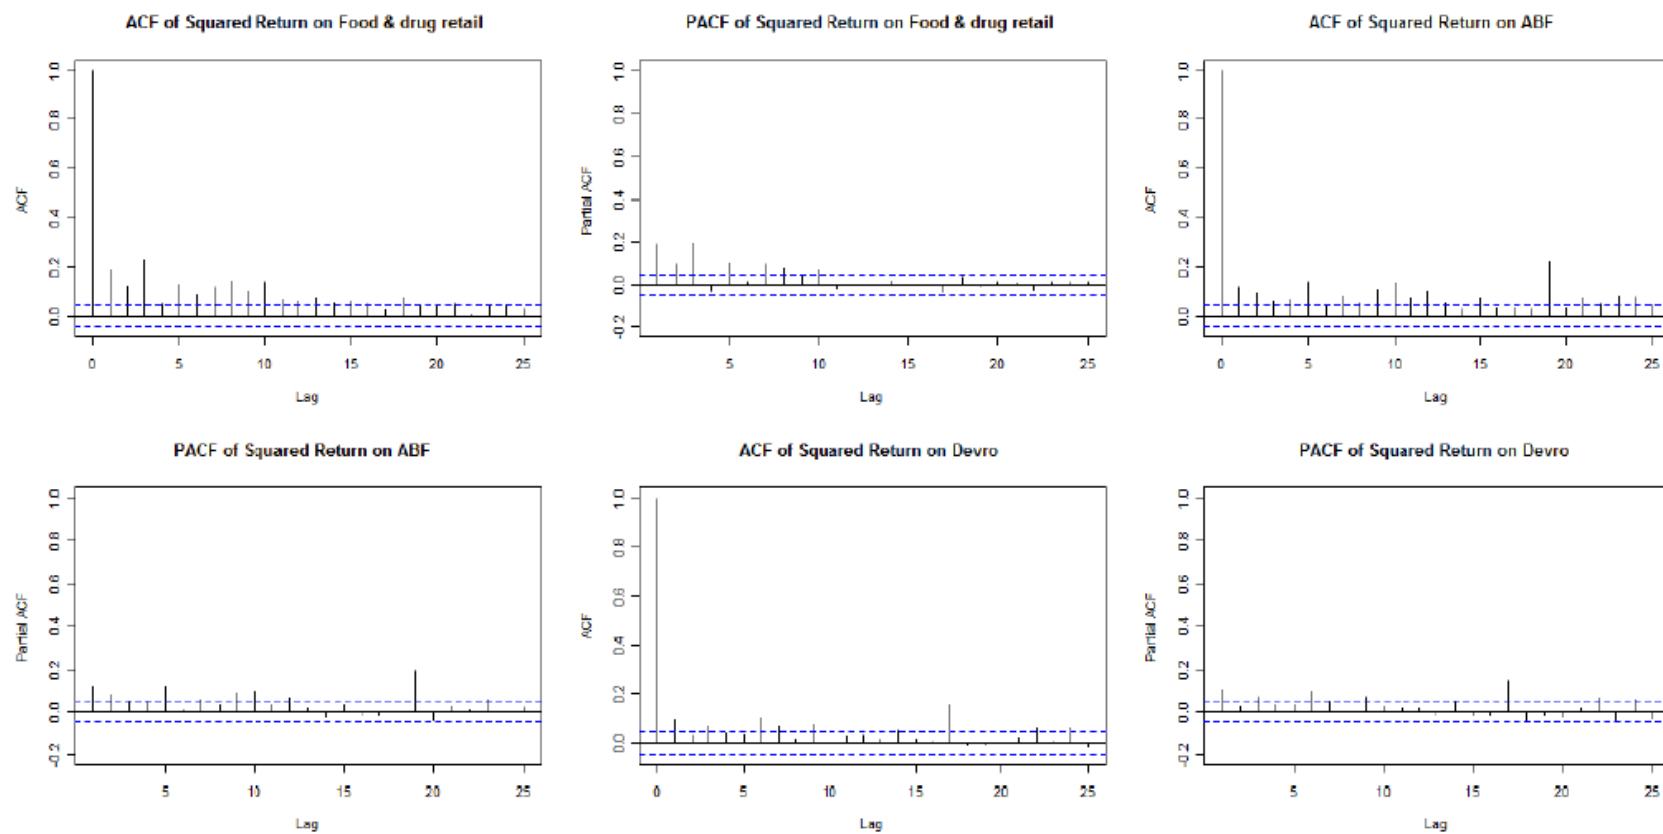 ACF of Squared Return on Food & drug retail
ACF
1.0
0.8
0.6
0.4
0.2
0.0
0 5 10 15 20 25
Lag
PACF of Squared Return on Food & drug retail
Partial ACF
1.0
0.8
0.6
0.4
0.2
0.0
-0.2
5 10 15 20 25
Lag
ACF of Squared Return on ABF
ACF
1.0
0.8
0.6
0.4
0.2
0.0
0 5 10 15 20 25
Lag
PACF of Squared Return on ABF
Partial ACF
1.0
0.8
0.6
0.4
0.2
0.0
-0.2
5 10 15 20 25
Lag
ACF of Squared Return on Devro
ACF
1.0
0.8
0.6
0.4
0.2
0.0
0 5 10 15 20 25
Lag
PACF of Squared Return on Devro
Partial ACF
1.0
0.8
0.6
0.4
0.2
0.0
-0.2
5 10 15 20 25
Lag